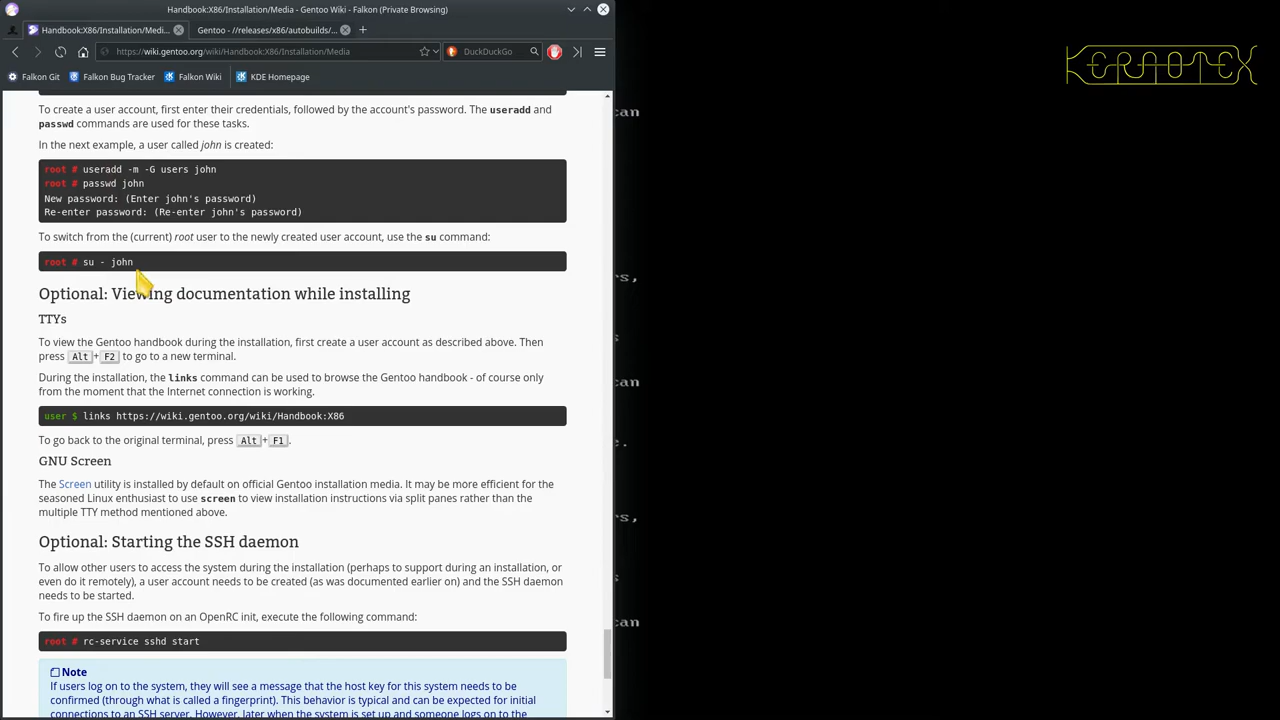 Handbook:X86/Installation/Media - Gentoo Wiki - Falkon (Private Browsing)
Handbook:X86/Installation/Medi...
Gentoo - //releases/x86/autobuilds/...
https://wiki.gentoo.org/wiki/Handbook:X86/Installation/Media
DuckDuckGo
Falkon Git
Falkon Bug Tracker
Falkon Wiki
KDE Homepage
KERAOTEX
To create a user account, first enter their credentials, followed by the account's password. The useradd and
passwd commands are used for these tasks.
In the next example, a user called john is created:
root # useradd -m -G users john
root # passwd john
New password: (Enter john's password)
Re-enter password: (Re-enter john's password)
To switch from the (current) root user to the newly created user account, use the su command:
root # su - john
Optional: Viewing documentation while installing
TTYs
To view the Gentoo handbook during the installation, first create a user account as described above. Then
press Alt+F2 to go to a new terminal.
During the installation, the links command can be used to browse the Gentoo handbook - of course only
from the moment that the Internet connection is working.
user $ links https://wiki.gentoo.org/wiki/Handbook:X86
To go back to the original terminal, press Alt+F1.
GNU Screen
The Screen utility is installed by default on official Gentoo installation media. It may be more efficient for the
seasoned Linux enthusiast to use screen to view installation instructions via split panes rather than the
multiple TTY method mentioned above.
Optional: Starting the SSH daemon
To allow other users to access the system during the installation (perhaps to support during an installation, or
even do it remotely), a user account needs to be created (as was documented earlier on) and the SSH daemon
needs to be started.
To fire up the SSH daemon on an OpenRC init, execute the following command:
root # rc-service sshd start
Note
If users log on to the system, they will see a message that the host key for this system needs to be
confirmed (through what is called a fingerprint). This behavior is typical and can be expected for initial
connections to an SSH server. However, later when the system is set up and someone logs on to the
can
rs,
s
can
e.
rs,
s
can